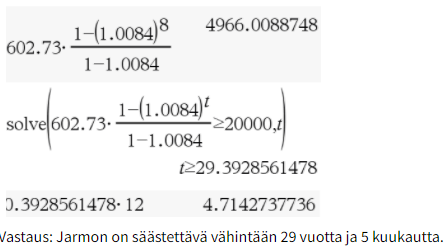 602.73· (1−(1.0084)^8)/(1−1.0084) 4966.0088748
solve(602.73· (1−(1.0084)^t)/(1−1.0084) ≥20000,t)
t≥29.3928561478
0.3928561478·12 4.7142737736
Vastaus: Jarmon on säästettävä vähintään 29 vuotta ja 5 kuukautta.